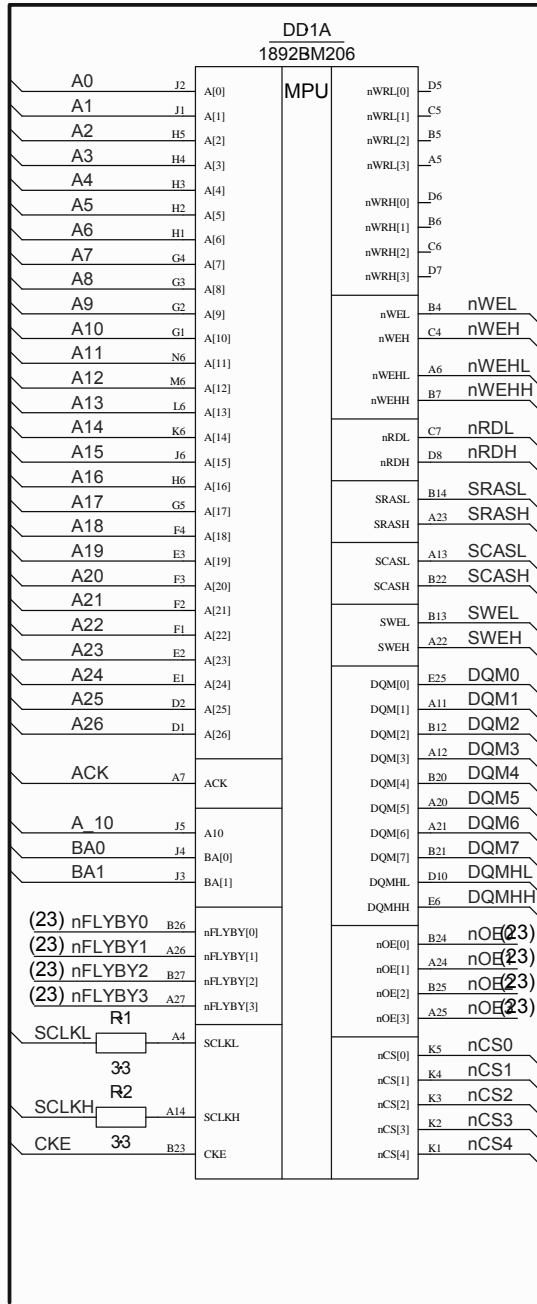 DD1A
1892ВМ206
MPU
A0 J2 A[0]
A1 J1 A[1]
A2 H5 A[2]
A3 H4 A[3]
A4 H3 A[4]
A5 H2 A[5]
A6 H1 A[6]
A7 G4 A[7]
A8 G3 A[8]
A9 G2 A[9]
A10 G1 A[10]
A11 N6 A[11]
A12 M6 A[12]
A13 L6 A[13]
A14 K6 A[14]
A15 J6 A[15]
A16 H6 A[16]
A17 G5 A[17]
A18 F4 A[18]
A19 E3 A[19]
A20 F3 A[20]
A21 F2 A[21]
A22 F1 A[22]
A23 E2 A[23]
A24 E1 A[24]
A25 D2 A[25]
A26 D1 A[26]
ACK A7 ACK
A_10 J5 A10
BA0 J4 BA[0]
BA1 J3 BA[1]
(23) nFLYBY0 B26 nFLYBY[0]
(23) nFLYBY1 A26 nFLYBY[1]
(23) nFLYBY2 B27 nFLYBY[2]
(23) nFLYBY3 A27 nFLYBY[3]
R1
SCLKL A4 SCLKL
33
R2
SCLKH A14 SCLKH
33
CKE B23 CKE
nWRL[0] D5
nWRL[1] C5
nWRL[2] B5
nWRL[3] A5
nWRH[0] D6
nWRH[1] B6
nWRH[2] C6
nWRH[3] D7
nWEL B4 nWEL
nWEH C4 nWEH
nWEHL A6 nWEHL
nWEHH B7 nWEHH
nRDL C7 nRDL
nRDH D8 nRDH
SRASL B14 SRASL
SRASH A23 SRASH
SCASL A13 SCASL
SCASH B22 SCASH
SWEL B13 SWEL
SWEH A22 SWEH
DQM[0] E25 DQM0
DQM[1] A11 DQM1
DQM[2] B12 DQM2
DQM[3] A12 DQM3
DQM[4] B20 DQM4
DQM[5] A20 DQM5
DQM[6] A21 DQM6
DQM[7] B21 DQM7
DQMHL D10 DQMHL
DQMHH E6 DQMHH
nOE[0] B24 nOE0 (23)
nOE[1] A24 nOE1 (23)
nOE[2] B25 nOE2 (23)
nOE[3] A25 nOE3 (23)
nCS[0] K5 nCS0
nCS[1] K4 nCS1
nCS[2] K3 nCS2
nCS[3] K2 nCS3
nCS[4] K1 nCS4